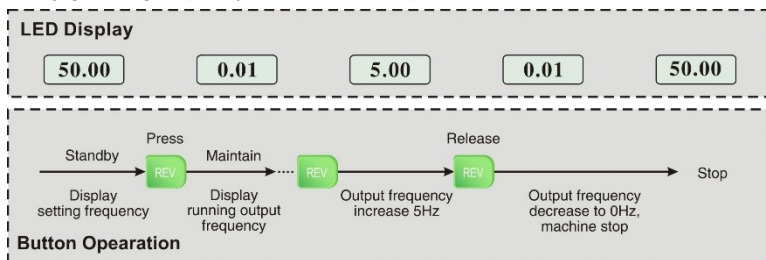 LED Display
50.00 0.01 5.00 0.01 50.00
Press Release
Standby REV Maintain REV REV Stop
Display
setting frequency
Display
running output
frequency
Output frequency
increase 5Hz
Output frequency
decrease to 0Hz,
machine stop
Button Opearation